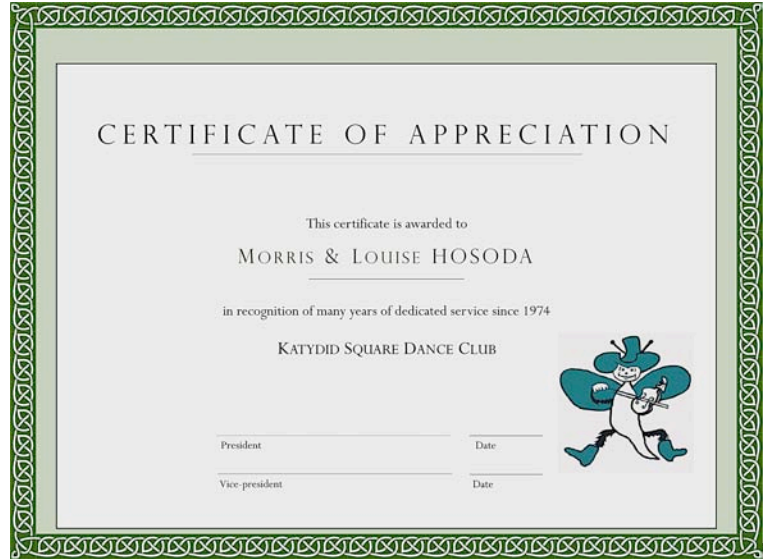 CERTIFICATE OF APPRECIATION
This certificate is awarded to
MORRIS & LOUISE HOSODA
in recognition of many years of dedicated service since 1974
KATYDID SQUARE DANCE CLUB
President Date
Vice-president Date